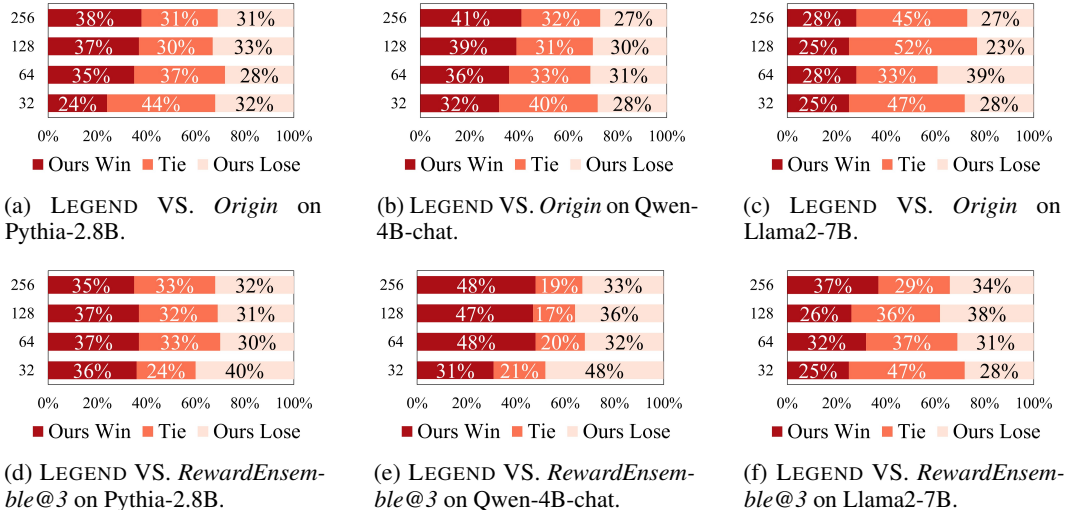 256 38% 31% 31%
128 37% 30% 33%
64 35% 37% 28%
32 24% 44% 32%
0% 20% 40% 60% 80% 100%
Ours Win Tie Ours Lose
(a) LEGEND VS. Origin on
Pythia-2.8B.
256 41% 32% 27%
128 39% 31% 30%
64 36% 33% 31%
32 32% 40% 28%
0% 20% 40% 60% 80% 100%
Ours Win Tie Ours Lose
(b) LEGEND VS. Origin on Qwen-
4B-chat.
256 28% 45% 27%
128 25% 52% 23%
64 28% 33% 39%
32 25% 47% 28%
0% 20% 40% 60% 80% 100%
Ours Win Tie Ours Lose
(c) LEGEND VS. Origin on
Llama2-7B.
256 35% 33% 32%
128 37% 32% 31%
64 37% 33% 30%
32 36% 24% 40%
0% 20% 40% 60% 80% 100%
Ours Win Tie Ours Lose
(d) LEGEND VS. RewardEnsem-
ble@3 on Pythia-2.8B.
256 48% 19% 33%
128 47% 17% 36%
64 48% 20% 32%
32 31% 21% 48%
0% 20% 40% 60% 80% 100%
Ours Win Tie Ours Lose
(e) LEGEND VS. RewardEnsem-
ble@3 on Qwen-4B-chat.
256 37% 29% 34%
128 26% 36% 38%
64 32% 37% 31%
32 25% 47% 28%
0% 20% 40% 60% 80% 100%
Ours Win Tie Ours Lose
(f) LEGEND VS. RewardEnsem-
ble@3 on Llama2-7B.